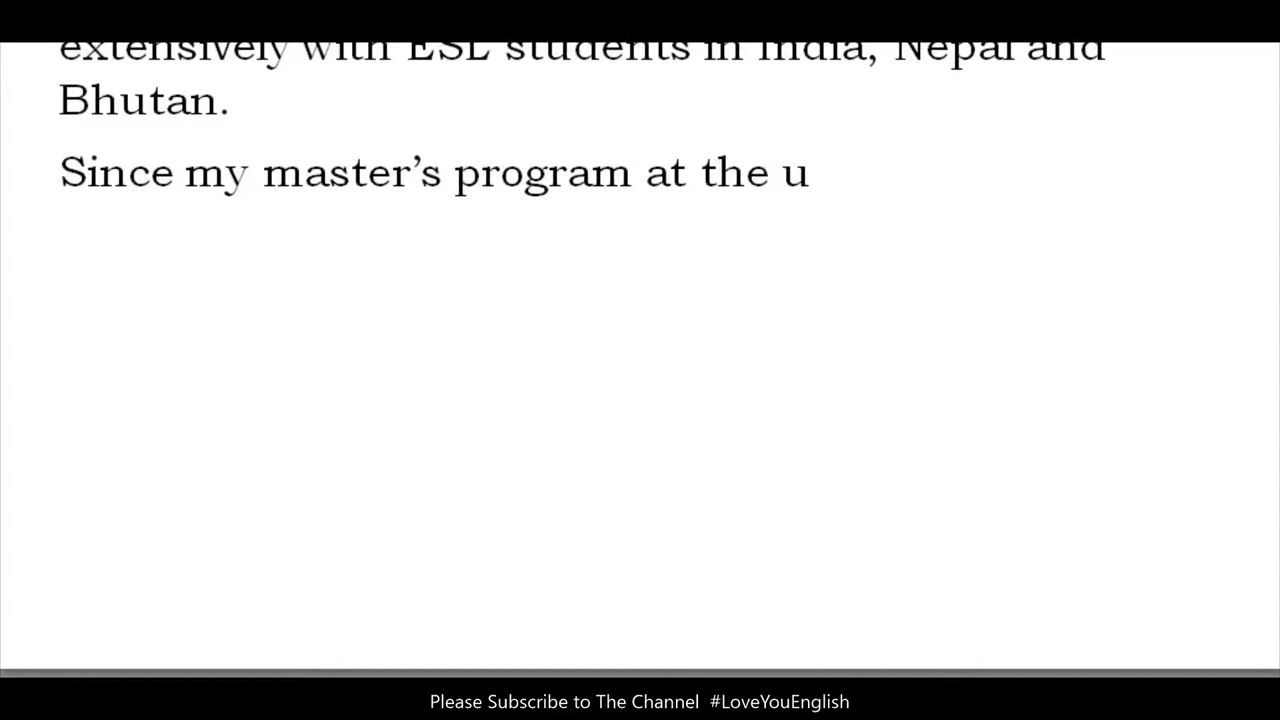 extensively with ESL students in India, Nepal and
Bhutan.
Since my master’s program at the u
Please Subscribe to The Channel #LoveYouEnglish